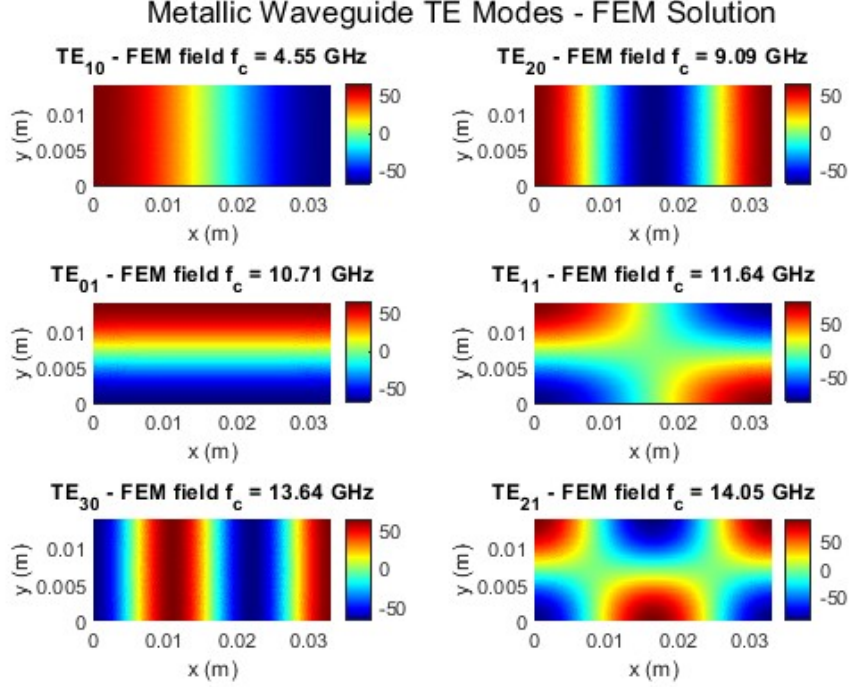 Metallic Waveguide TE Modes - FEM Solution
TE10 - FEM field fc = 4.55 GHz
y (m)
0.01
0.005
0
0 0.01 0.02 0.03
x (m)
50
0
-50
TE20 - FEM field fc = 9.09 GHz
y (m)
0.01
0.005
0
0 0.01 0.02 0.03
x (m)
50
0
-50
TE01 - FEM field fc = 10.71 GHz
y (m)
0.01
0.005
0
0 0.01 0.02 0.03
x (m)
50
0
-50
TE11 - FEM field fc = 11.64 GHz
y (m)
0.01
0.005
0
0 0.01 0.02 0.03
x (m)
50
0
-50
TE30 - FEM field fc = 13.64 GHz
y (m)
0.01
0.005
0
0 0.01 0.02 0.03
x (m)
50
0
-50
TE21 - FEM field fc = 14.05 GHz
y (m)
0.01
0.005
0
0 0.01 0.02 0.03
x (m)
50
0
-50